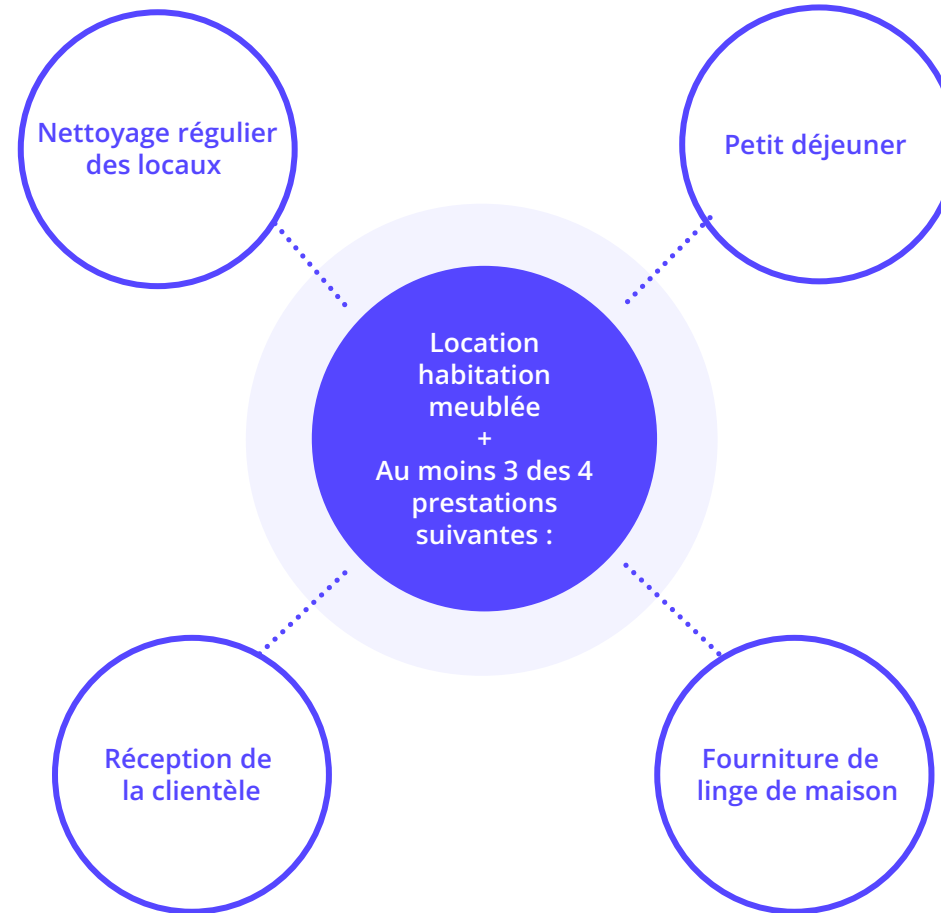 Nettoyage régulier
des locaux
Petit déjeuner
Location
habitation
meublée
+
Au moins 3 des 4
prestations
suivantes :
Réception de
la clientèle
Fourniture de
linge de maison